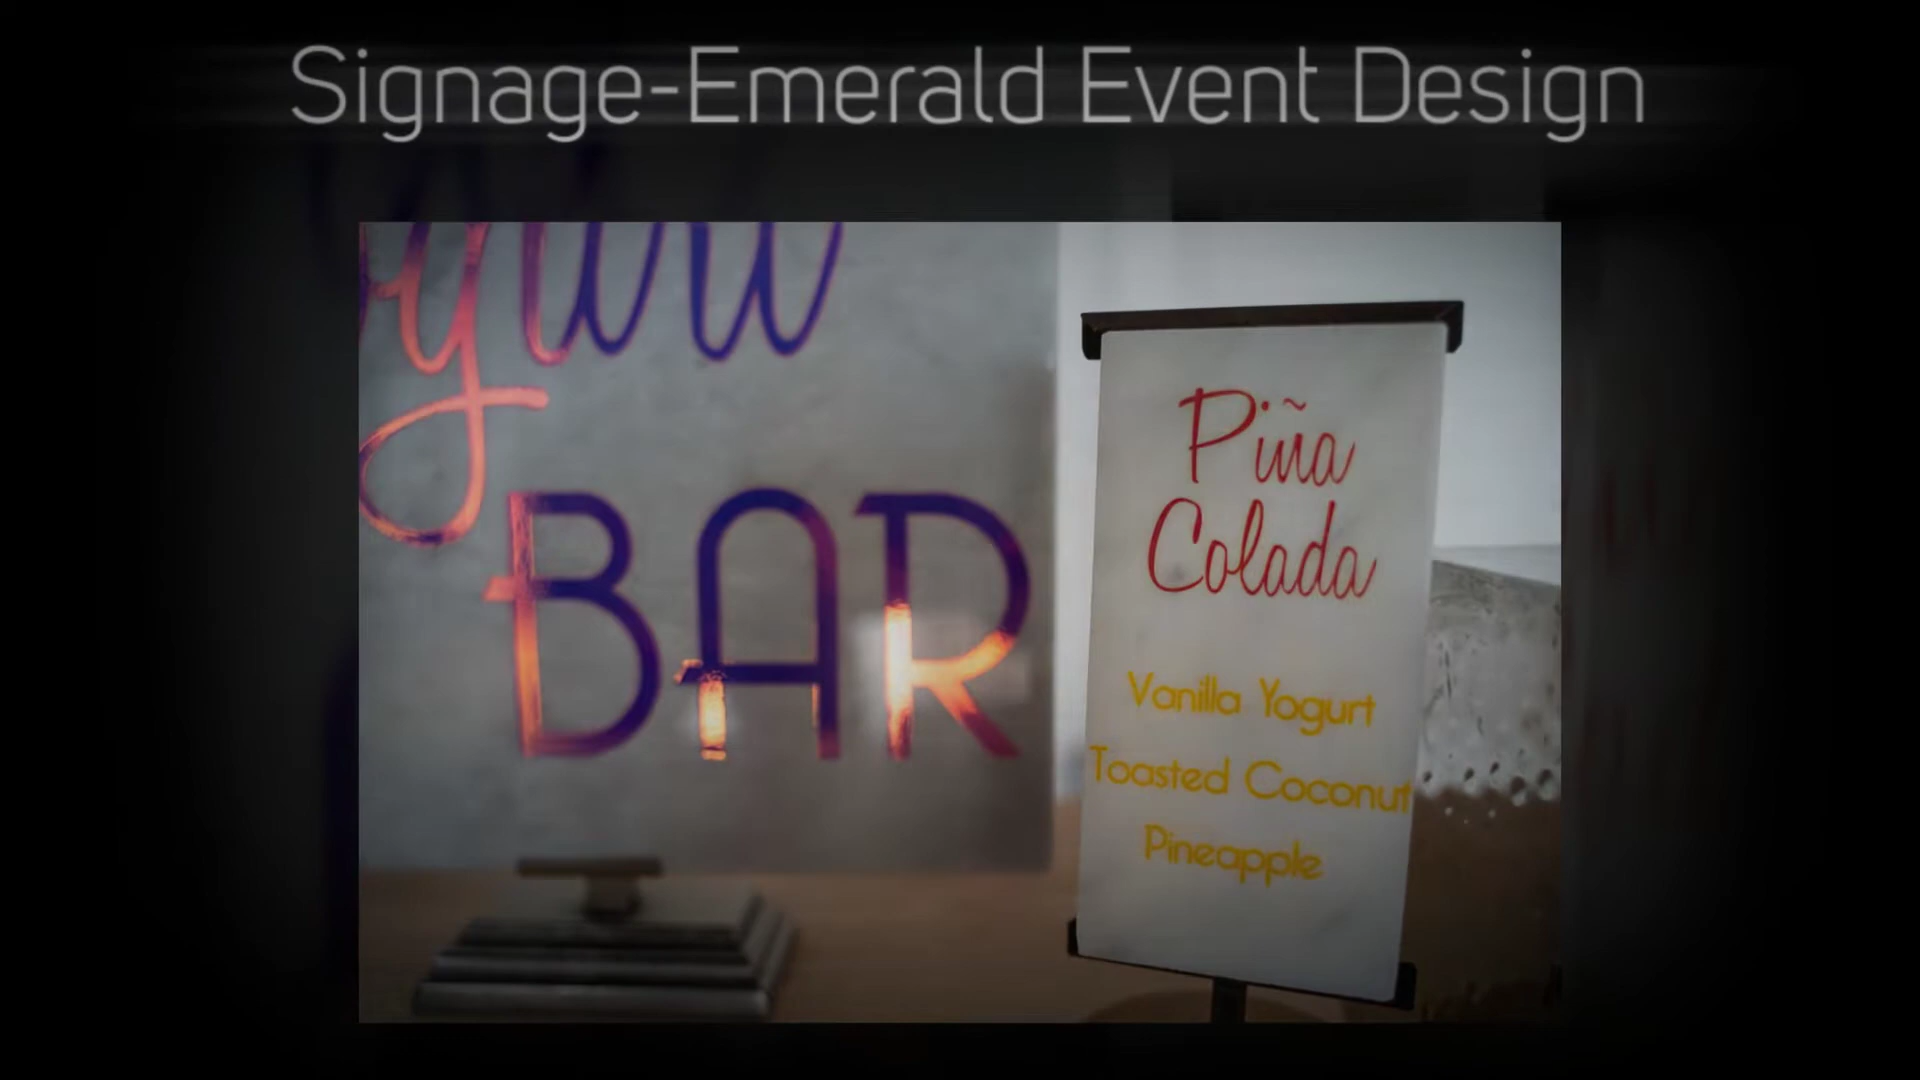 Signage-Emerald Event Design
BAR
Piña
Colada
Vanilla Yogurt
Toasted Coconut
Pineapple